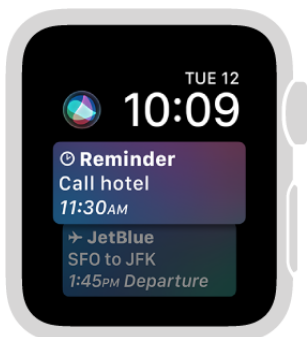 TUE 12
10:09
Reminder
Call hotel
11:30AM
JetBlue
SFO to JFK
1:45PM Departure